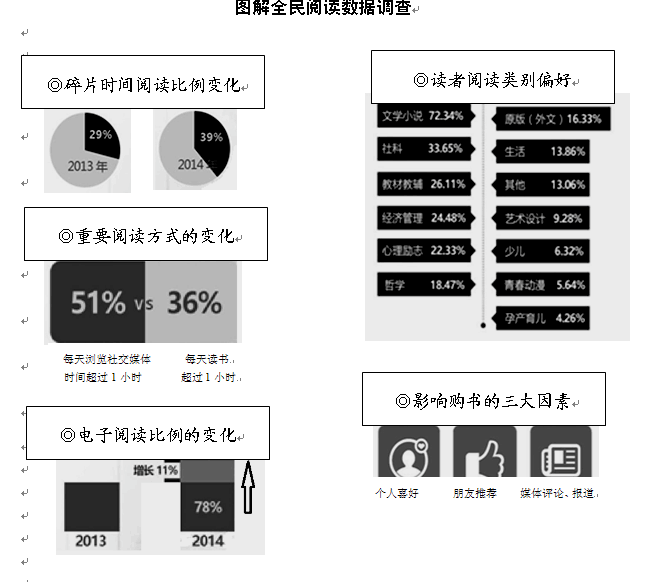 图解全民阅读数据调查
◎碎片时间阅读比例变化
29%
2013年
39%
2014年
◎重要阅读方式的变化
51% VS 36%
每天浏览社交媒体
时间超过1小时
每天读书
超过1小时
◎电子阅读比例的变化
增长11%
78%
2013
2014
◎读者阅读类别偏好
文学小说 72.34%
社科 33.65%
教材教辅 26.11%
经济管理 24.48%
心理励志 22.33%
哲学 18.47%
原版（外文）16.33%
生活 13.86%
其他 13.06%
艺术设计 9.28%
少儿 6.32%
青春动漫 5.64%
孕产育儿 4.26%
◎影响购书的三大因素
个人喜好
朋友推荐
媒体评论、报道